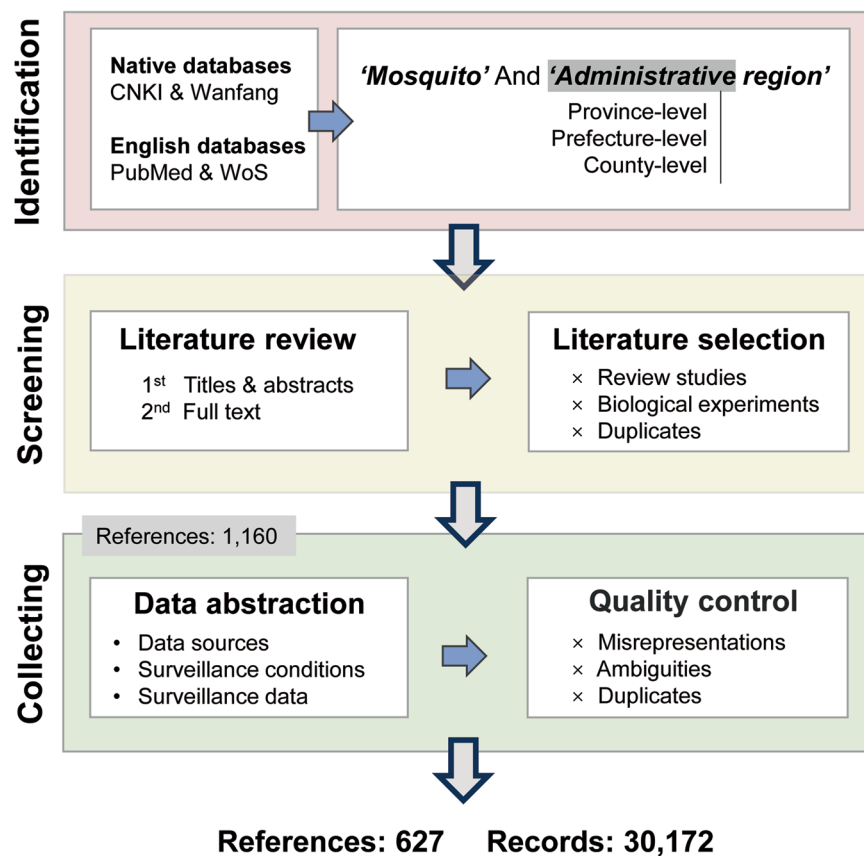 Identification
Native databases
CNKI & Wanfang
English databases
PubMed & WoS
‘Mosquito’ And ‘Administrative region’
Province-level
Prefecture-level
County-level
Screening
Literature review
1st Titles & abstracts
2nd Full text
Literature selection
× Review studies
× Biological experiments
× Duplicates
Collecting
References: 1,160
Data abstraction
• Data sources
• Surveillance conditions
• Surveillance data
Quality control
× Misrepresentations
× Ambiguities
× Duplicates
References: 627 Records: 30,172